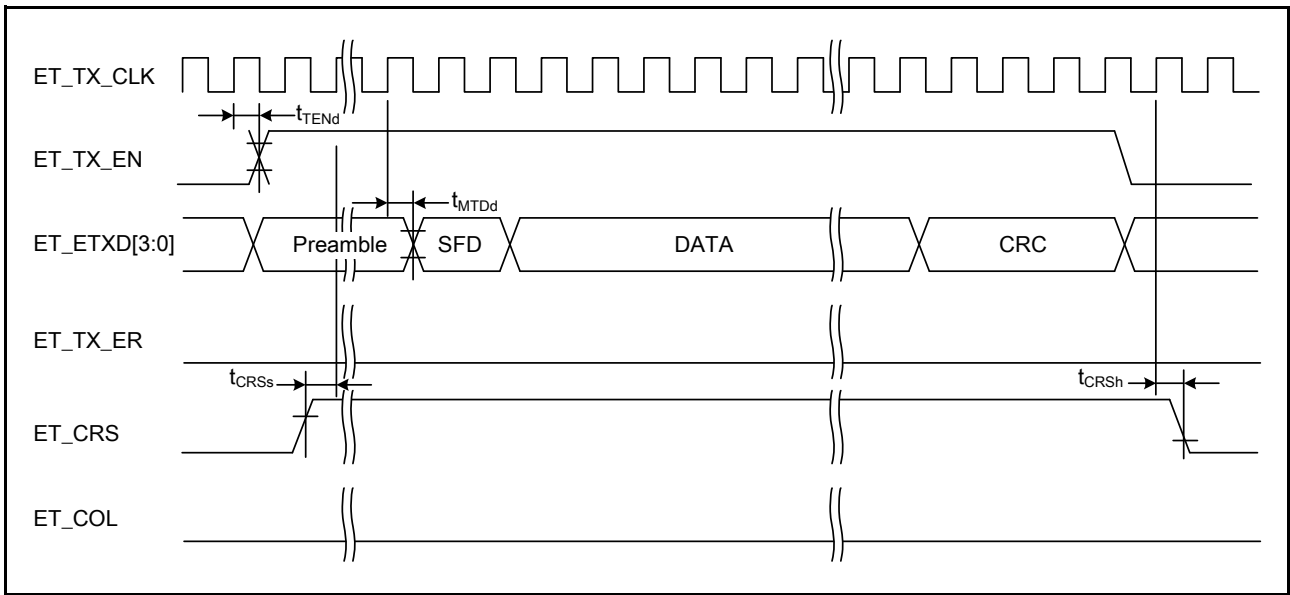 ET_TX_CLK
tTENd
ET_TX_EN
tMTDd
ET_ETXD[3:0]
Preamble
SFD
DATA
CRC
ET_TX_ER
tCRSs
tCRSh
ET_CRS
ET_COL